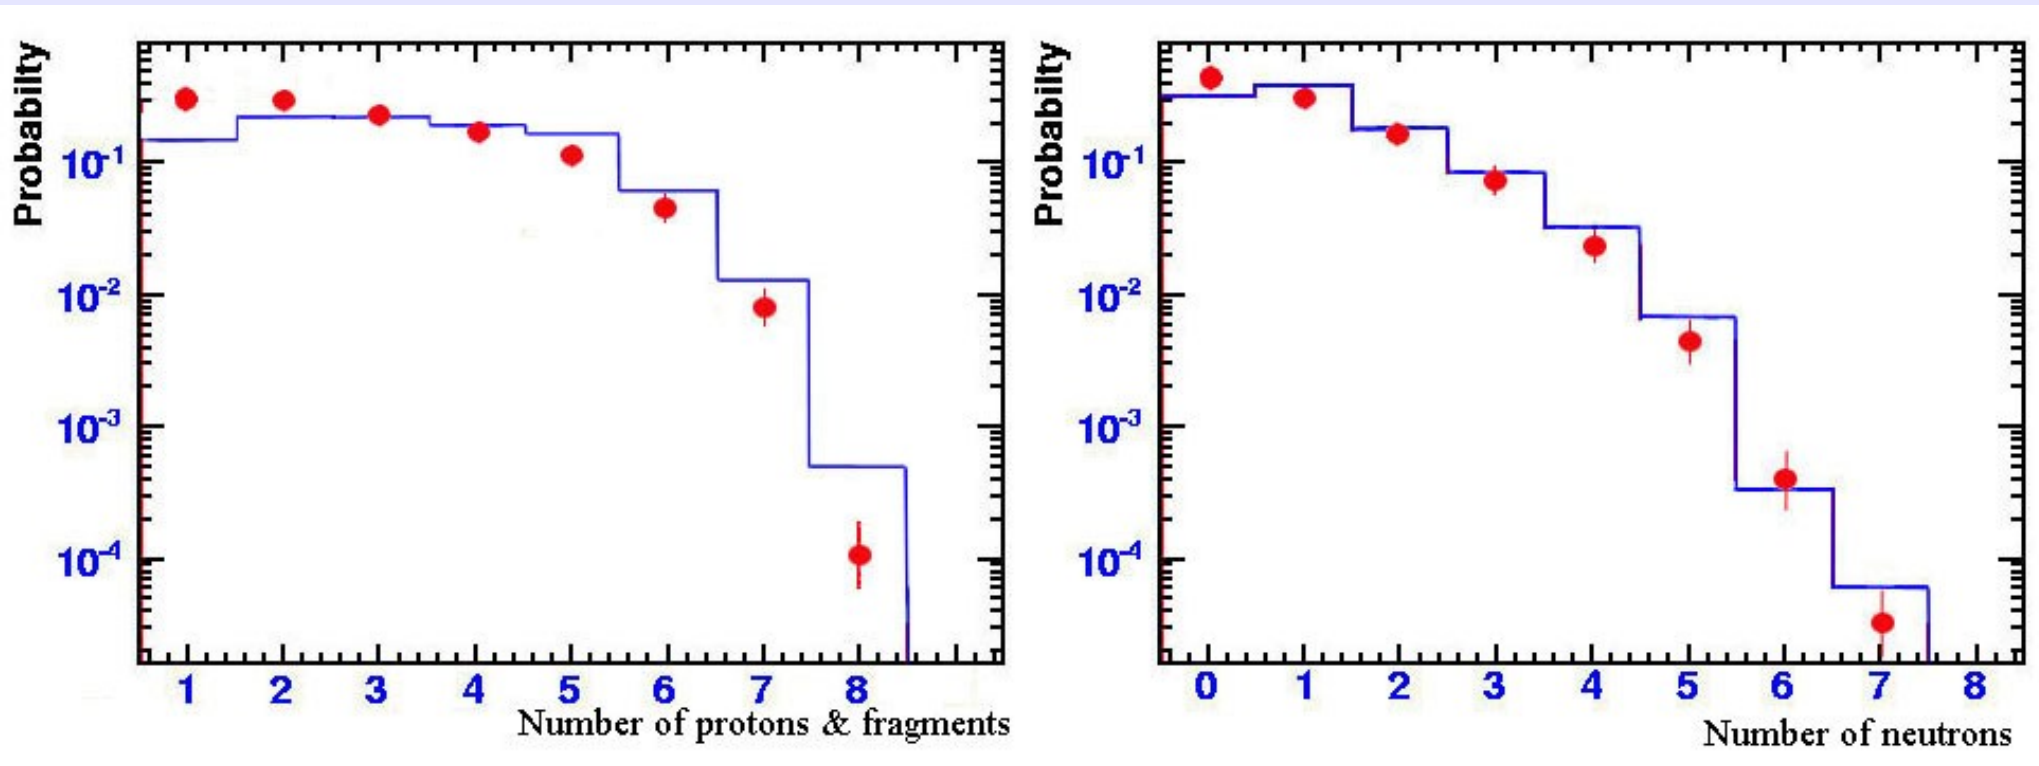 Probabilty
10⁻¹
10⁻²
10⁻³
10⁻⁴
1 2 3 4 5 6 7 8
Number of protons & fragments
Probabilty
10⁻¹
10⁻²
10⁻³
10⁻⁴
0 1 2 3 4 5 6 7 8
Number of neutrons